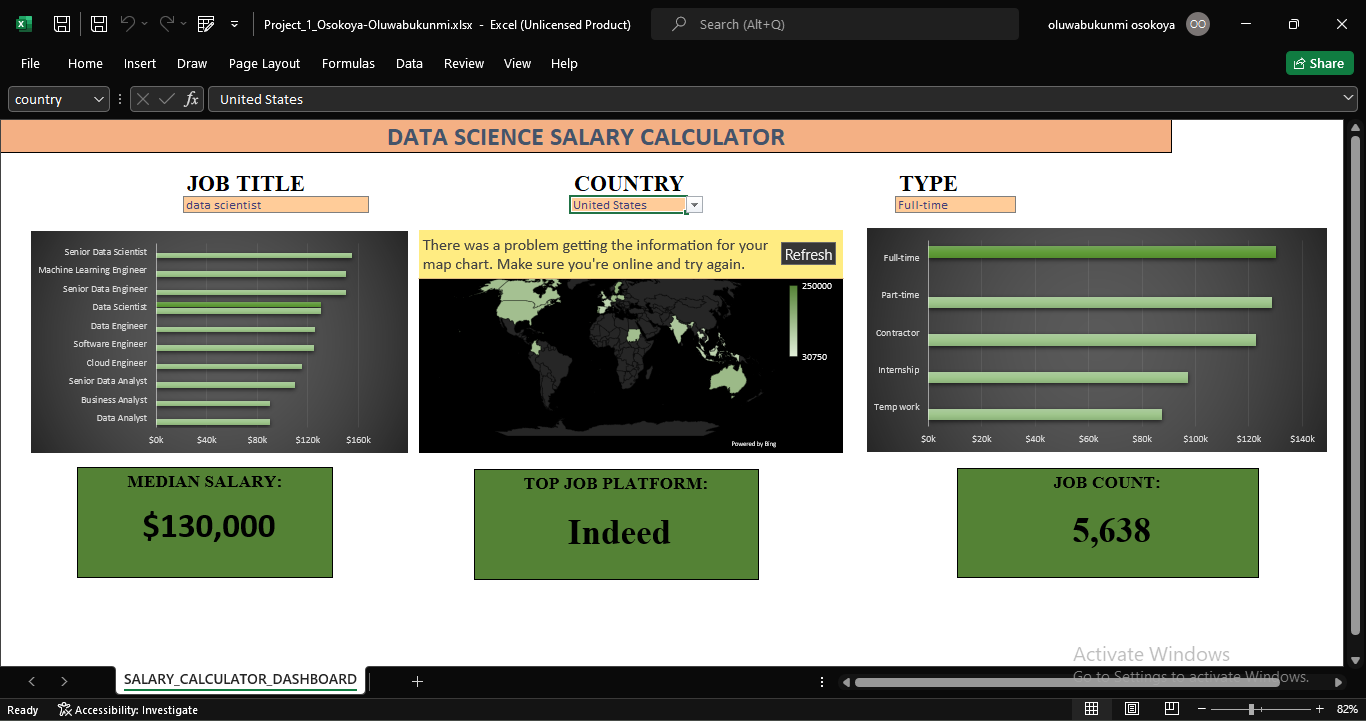 Project_1_Osokoya-Oluwabukunmi.xlsx - Excel (Unlicensed Product)
Search (Alt+Q)
oluwabukunmi osokoya
OO
File Home Insert Draw Page Layout Formulas Data Review View Help
Share
country
fx
United States
DATA SCIENCE SALARY CALCULATOR
JOB TITLE
data scientist
COUNTRY
United States
TYPE
Full-time
Senior Data Scientist
Machine Learning Engineer
Senior Data Engineer
Data Scientist
Data Engineer
Software Engineer
Cloud Engineer
Senior Data Analyst
Business Analyst
Data Analyst
$0k $40k $80k $120k $160k
There was a problem getting the information for your
map chart. Make sure you're online and try again.
Refresh
250000
30750
Powered by Bing
Full-time
Part-time
Contractor
Internship
Temp work
$0k $20k $40k $60k $80k $100k $120k $140k
MEDIAN SALARY:
$130,000
TOP JOB PLATFORM:
Indeed
JOB COUNT:
5,638
Activate Windows
Go to Settings to activate Windows.
SALARY_CALCULATOR_DASHBOARD
Ready
Accessibility: Investigate
82%